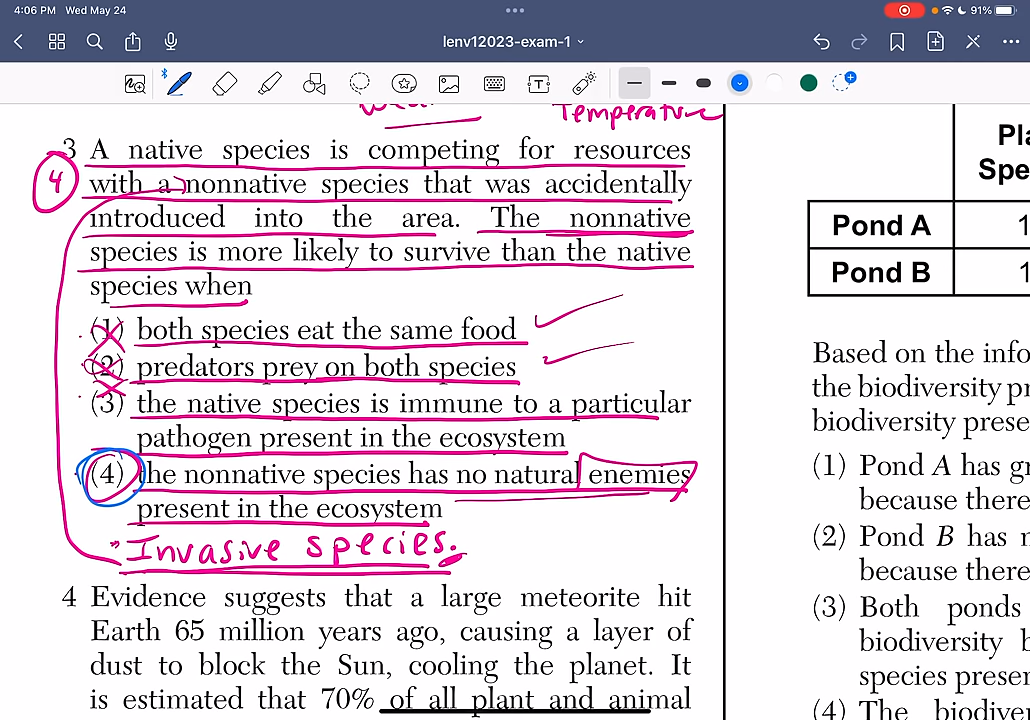 4:06 PM Wed May 24
91%
lenv12023-exam-1
Temperature
3 A native species is competing for resources
4
with a nonnative species that was accidentally
introduced into the area. The nonnative
species is more likely to survive than the native
species when
(1) both species eat the same food
(2) predators prey on both species
(3) the native species is immune to a particular
pathogen present in the ecosystem
(4) the nonnative species has no natural enemies
present in the ecosystem
"Invasive species.
4 Evidence suggests that a large meteorite hit
Earth 65 million years ago, causing a layer of
dust to block the Sun, cooling the planet. It
is estimated that 70% of all plant and animal
Pla
Spe
Pond A 1
Pond B 1
Based on the info
the biodiversity pr
biodiversity prese
(1) Pond A has gr
because there
(2) Pond B has
because there
(3) Both ponds
biodiversity b
species presen
(4) The biodiver